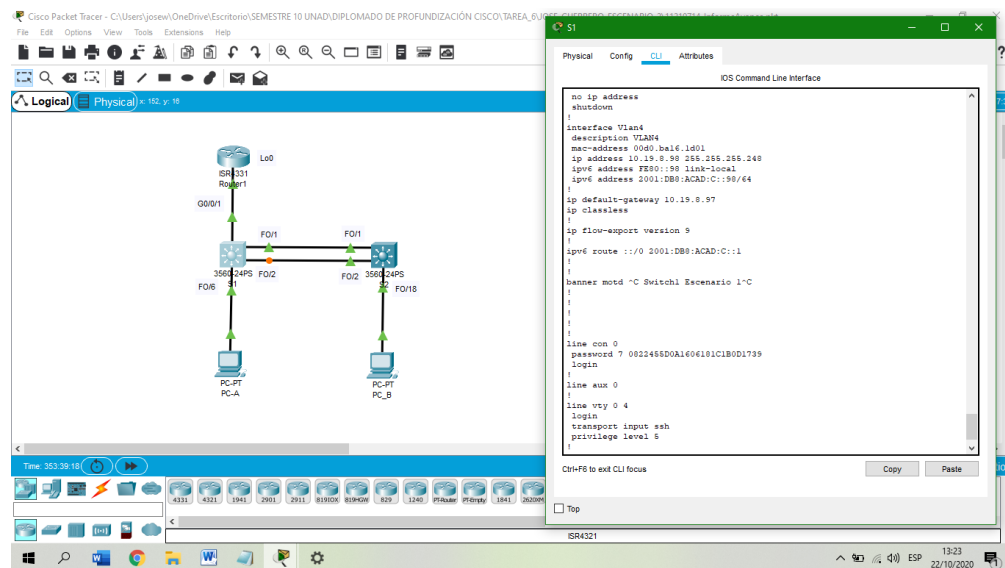 Cisco Packet Tracer - C:\Users\josew\OneDrive\Escritorio\SEMESTRE 10 UNAD\DIPLOMADO DE PROFUNDIZACIÓN CISCO\TAREA_6\
File Edit Options View Tools Extensions Help
Logical Physical x: 152, y: 16
Lo0
ISR4331
Router1
G0/0/1
FO/1
FO/1
3560-24PS
S1
FO/2
FO/2
3560-24PS
S2
FO/6
FO/18
PC-PT
PC-A
PC-PT
PC_B
S1
Physical Config CLI Attributes
IOS Command Line Interface
no ip address
shutdown
!
interface Vlan4
description VLAN4
mac-address 00d0.ba16.1d01
ip address 10.19.8.98 255.255.255.248
ipv6 address FE80::98 link-local
ipv6 address 2001:DB8:ACAD:C::98/64
!
ip default-gateway 10.19.8.97
ip classless
!
ip flow-export version 9
!
ipv6 route ::/0 2001:DB8:ACAD:C::1
!
!
banner motd ^C Switch1 Escenario 1^C
!
!
!
!
!
line con 0
password 7 0822455D0A1606181C1B0D1739
login
!
line aux 0
!
line vty 0 4
login
transport input ssh
privilege level 5
!
Ctrl+F6 to exit CLI focus
Copy Paste
Top
Time: 353:39:18
4331 4321 1941 2901 2911 819IOX 819HGW 829 1240 PT-Router PT-Empty 1841 2620XM
ISR4321
ESP
13:23
22/10/2020